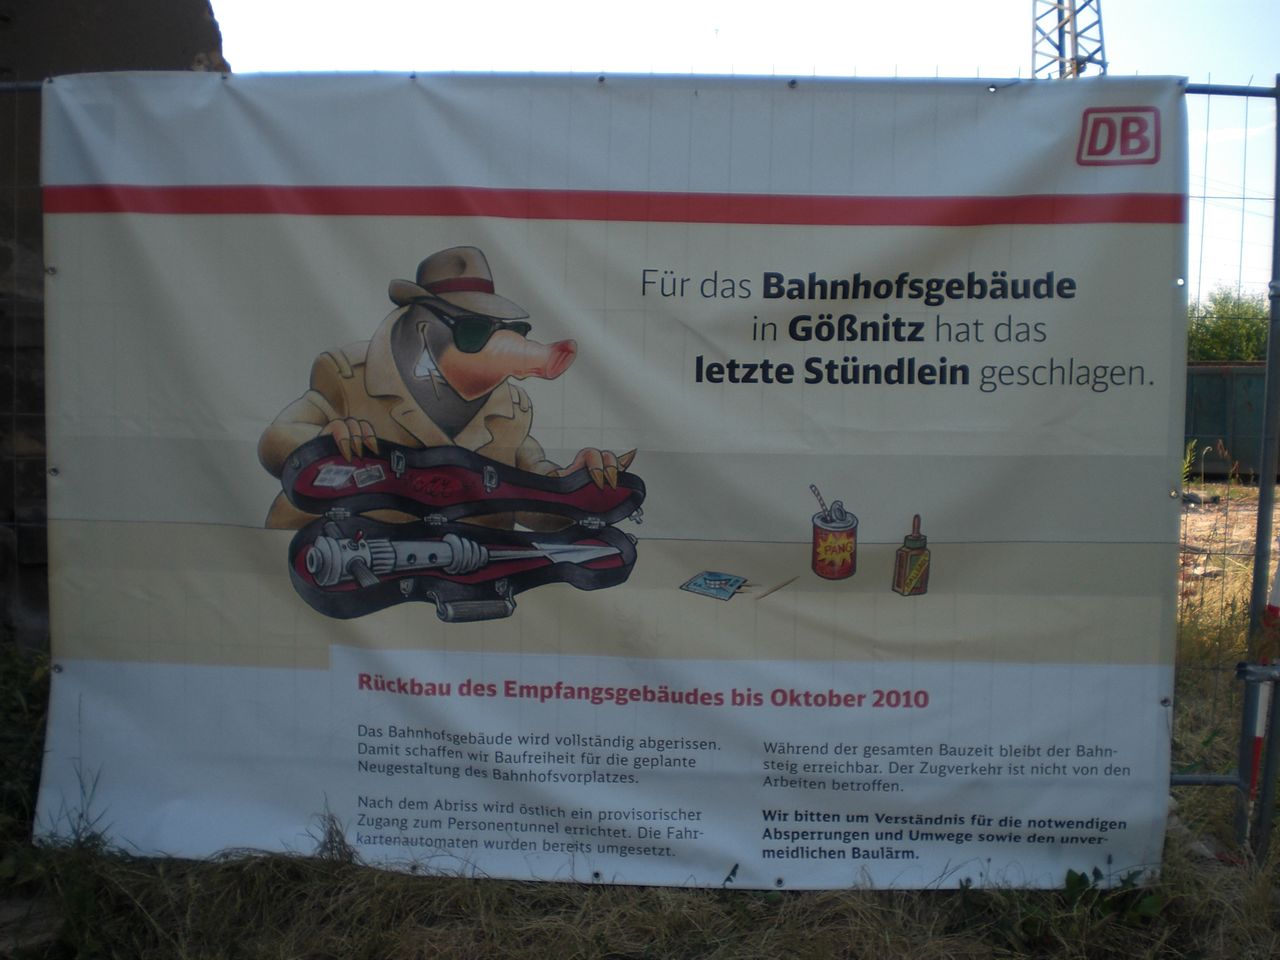 DB
Für das Bahnhofsgebäude
in Gößnitz hat das
letzte Stündlein geschlagen.
PANG
Rückbau des Empfangsgebäudes bis Oktober 2010
Das Bahnhofsgebäude wird vollständig abgerissen.
Damit schaffen wir Baufreiheit für die geplante
Neugestaltung des Bahnhofsvorplatzes.
Nach dem Abriss wird östlich ein provisorischer
Zugang zum Personentunnel errichtet. Die Fahr-
kartenautomaten wurden bereits umgesetzt.
Während der gesamten Bauzeit bleibt der Bahn-
steig erreichbar. Der Zugverkehr ist nicht von den
Arbeiten betroffen.
Wir bitten um Verständnis für die notwendigen
Absperrungen und Umwege sowie den unver-
meidlichen Baulärm.